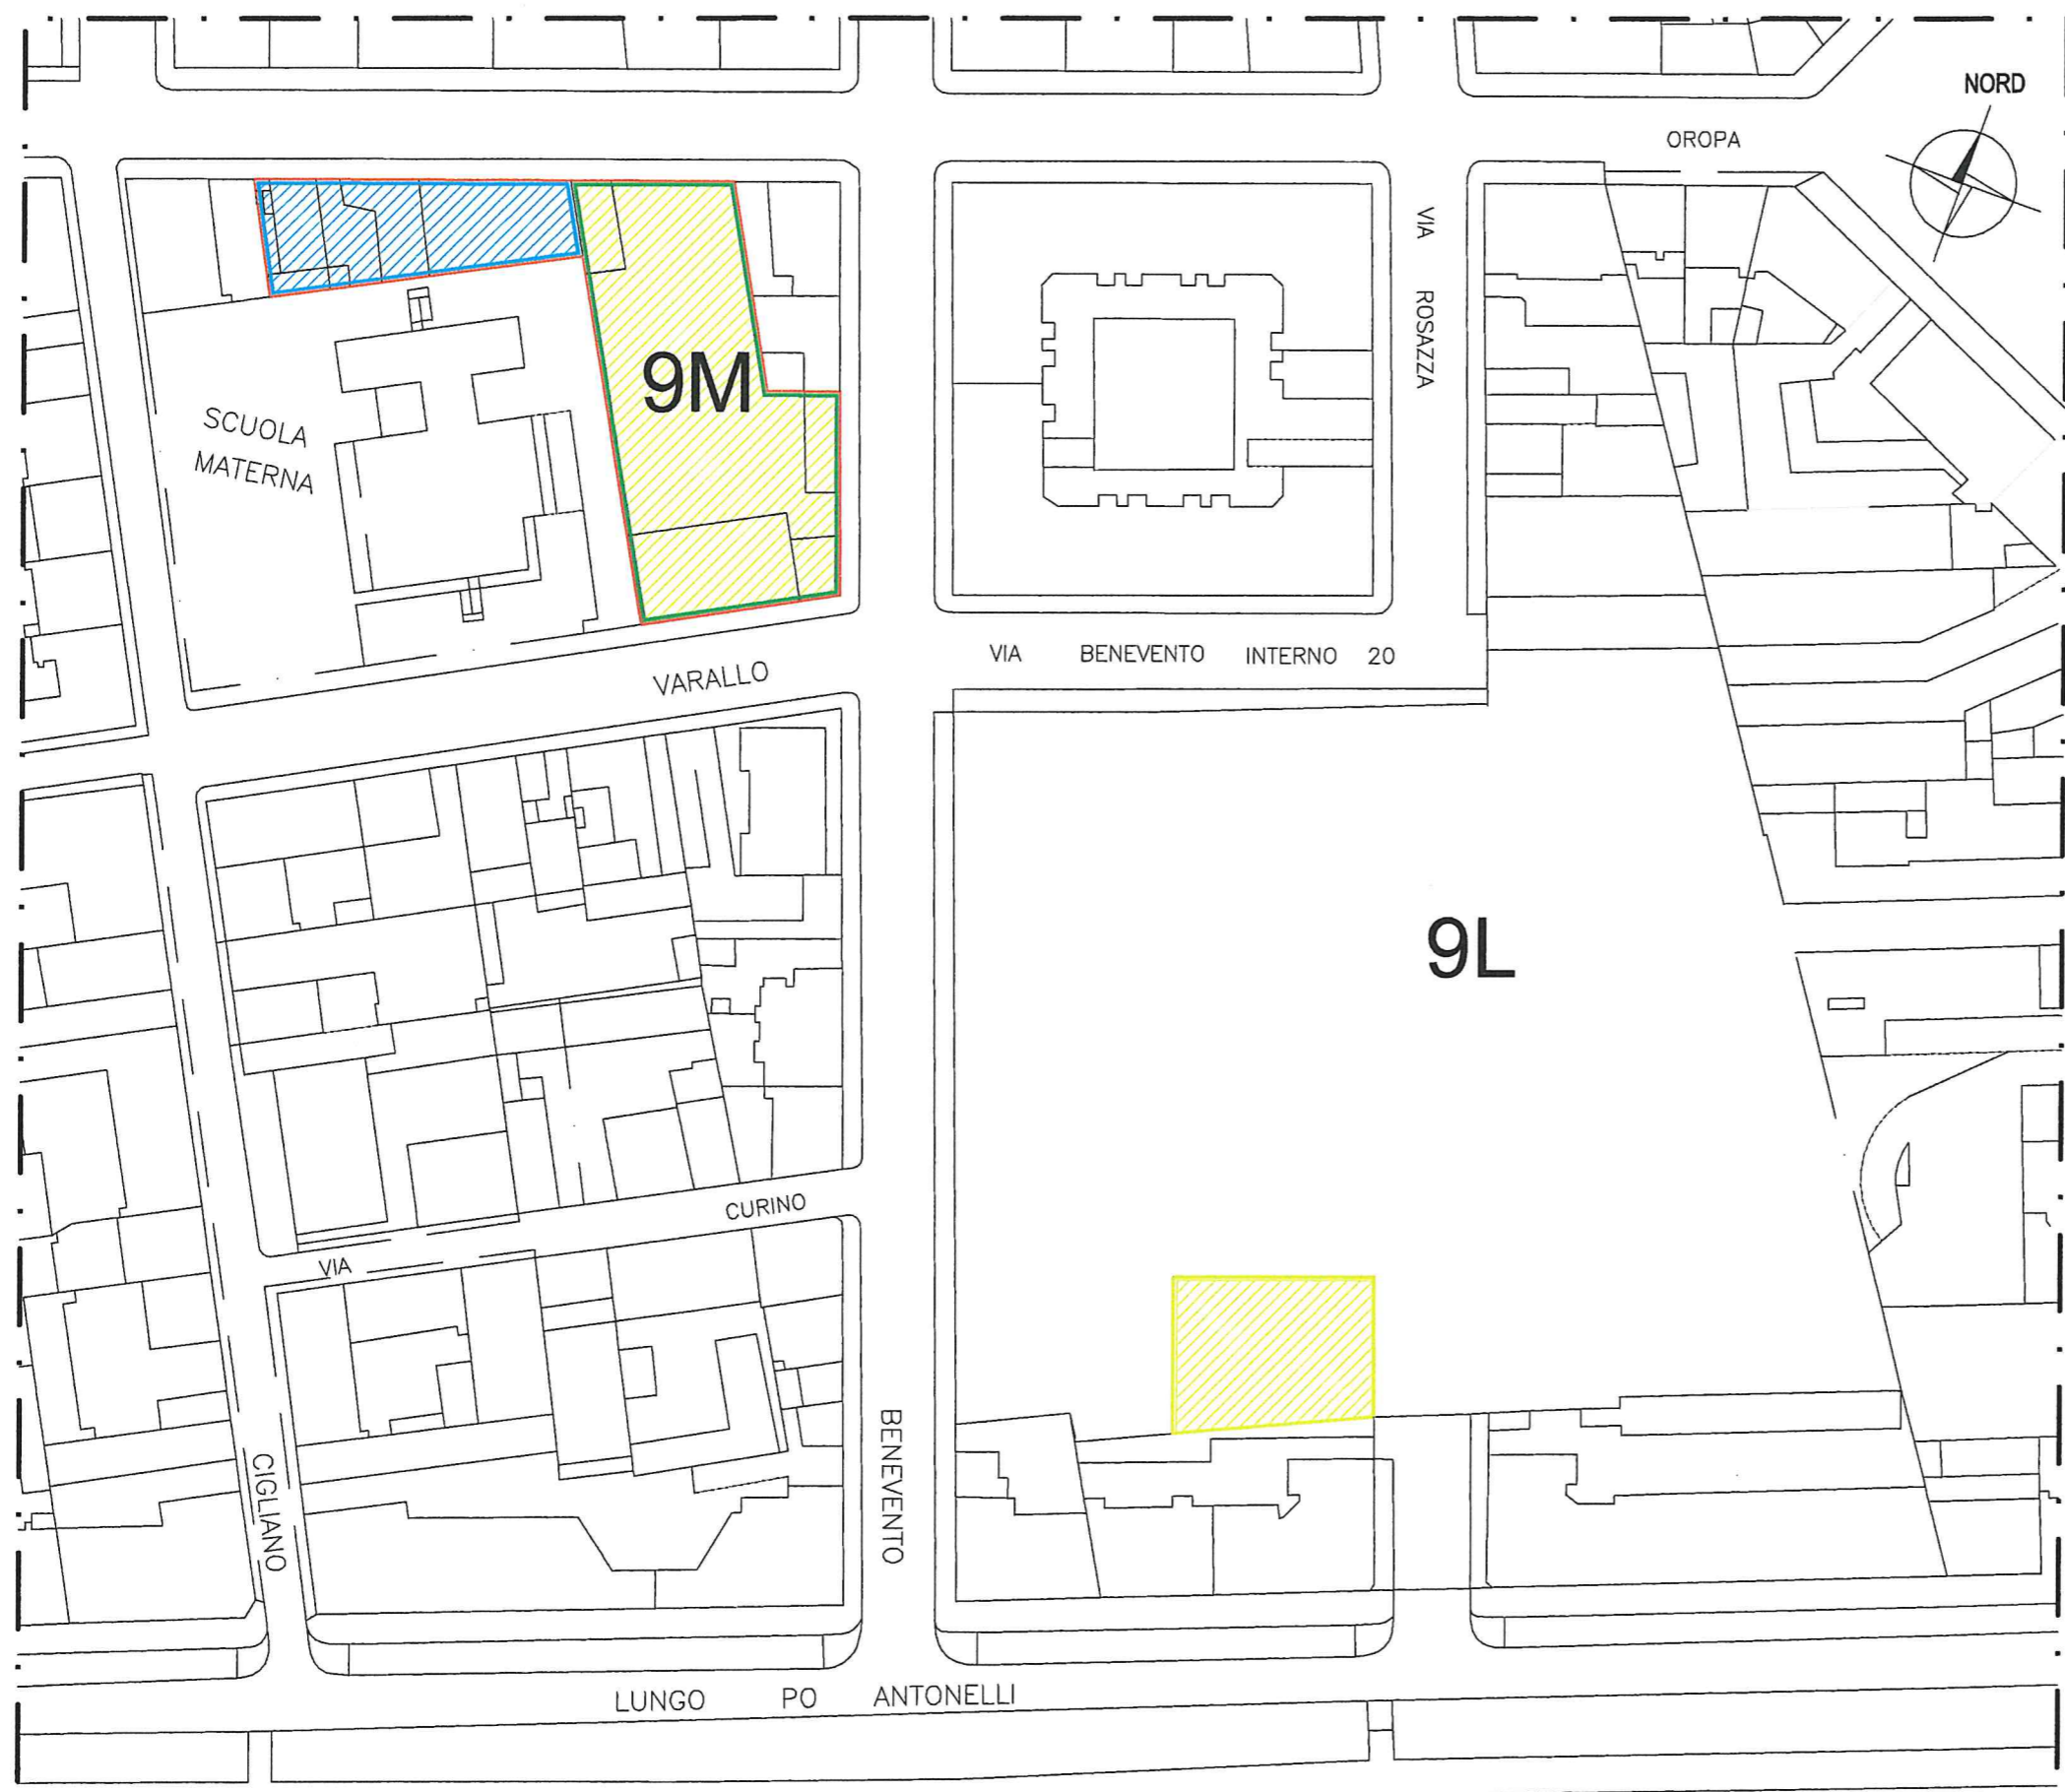 NORD
OROPA
VIA ROSAZZA
9M
SCUOLA
MATERNA
VIA BENEVENTO INTERNO 20
VARALLO
9L
CURINO
VIA
BENEVENTO
CIGLIANO
LUNGO PO ANTONELLI